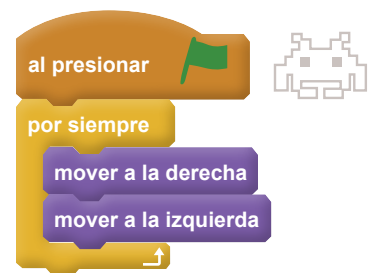 al presionar
por siempre
mover a la derecha
mover a la izquierda